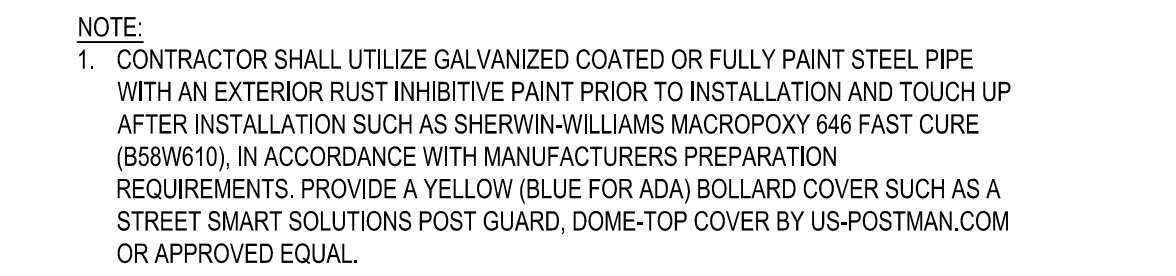 NOTE:
1. CONTRACTOR SHALL UTILIZE GALVANIZED COATED OR FULLY PAINT STEEL PIPE
WITH AN EXTERIOR RUST INHIBITIVE PAINT PRIOR TO INSTALLATION AND TOUCH UP
AFTER INSTALLATION SUCH AS SHERWIN-WILLIAMS MACROPOXY 646 FAST CURE
(B58W610), IN ACCORDANCE WITH MANUFACTURERS PREPARATION
REQUIREMENTS. PROVIDE A YELLOW (BLUE FOR ADA) BOLLARD COVER SUCH AS A
STREET SMART SOLUTIONS POST GUARD, DOME-TOP COVER BY US-POSTMAN.COM
OR APPROVED EQUAL.